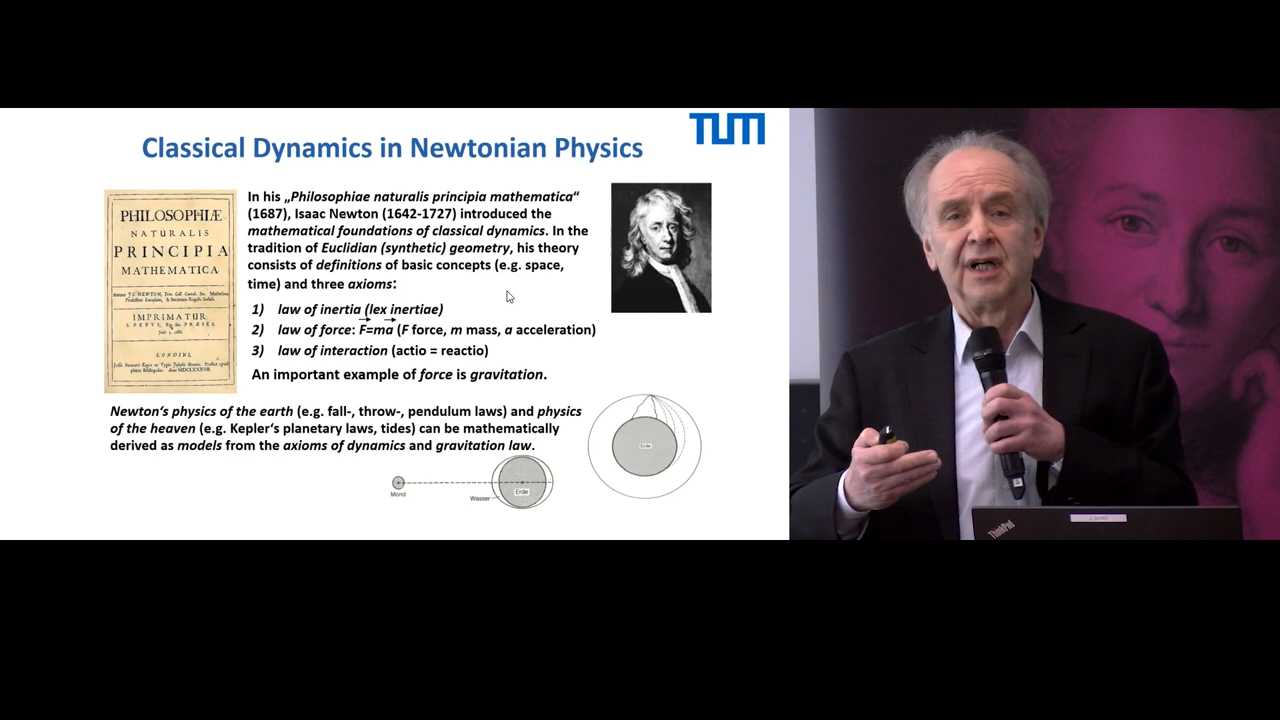 TUM
Classical Dynamics in Newtonian Physics
PHILOSOPHIÆ
NATURALIS
PRINCIPIA
MATHEMATICA
IMPRIMATUR
LONDINI,
In his „Philosophiae naturalis principia mathematica“
(1687), Isaac Newton (1642-1727) introduced the
mathematical foundations of classical dynamics. In the
tradition of Euclidian (synthetic) geometry, his theory
consists of definitions of basic concepts (e.g. space,
time) and three axioms:
1) law of inertia (lex inertiae)
2) law of force: F=ma (F force, m mass, a acceleration)
3) law of interaction (actio = reactio)
An important example of force is gravitation.
Newton‘s physics of the earth (e.g. fall-, throw-, pendulum laws) and physics
of the heaven (e.g. Kepler‘s planetary laws, tides) can be mathematically
derived as models from the axioms of dynamics and gravitation law.
Erde
Mond
Wasser
Erde
ThinkPad